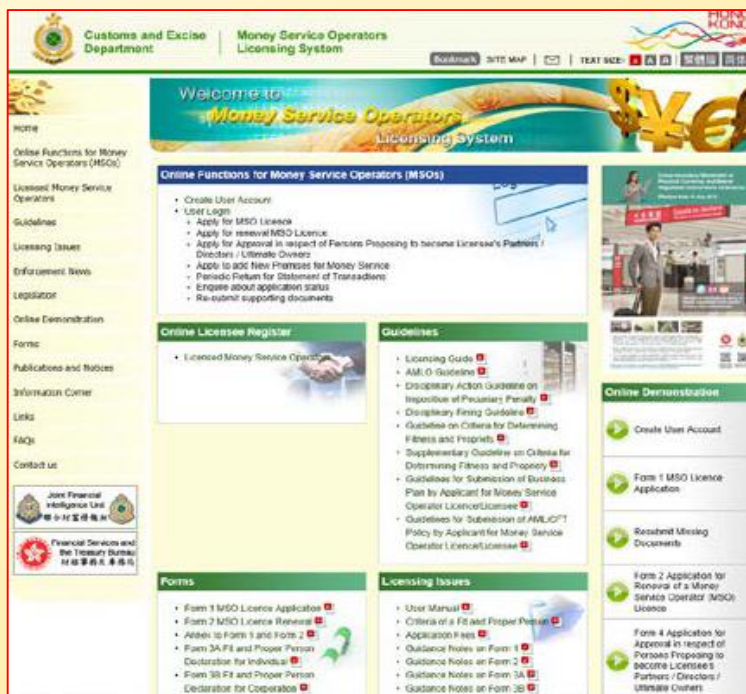 HONG
KONG
Customs and Excise
Department
Money Service Operators
Licensing System
Bookmark SITE MAP | | TEXT SIZE: A A A 繁體版
Welcome to
Money Service Operators
Licensing System
Home
Online Functions for Money
Service Operators (MSOs)
Licensed Money Service
Operators
Guidelines
Licensing Issues
Enforcement News
Legislation
Online Demonstration
Forms
Publications and Notices
Information Corner
Links
FAQs
Contact us
Joint Financial
Intelligence Unit
Financial Services and
the Treasury Bureau
財經事務及庫務局
Online Functions for Money Service Operators (MSOs)
Create User Account
User Login
Apply for MSO Licence
Apply for renewal MSO Licence
Apply for Approval in respect of Persons Proposing to become Licensee's Partners /
Directors / Ultimate Owners
Apply to add New Premises for Money Service
Periodic Return for Statement of Transactions
Enquire about application status
Re-submit supporting documents
Online Licensee Register
Licensed Money Service Operators
Guidelines
Licensing Guide
AMLO Guideline
Disciplinary Action Guideline on
Imposition of Pecuniary Penalty
Disciplinary Fining Guideline
Guideline on Criteria for Determining
Fitness and Propriety
Supplementary Guideline on Criteria for
Determining Fitness and Propriety
Guidelines for Submission of Business
Plan by Applicant for Money Service
Operator Licence/Licensee
Guidelines for Submission of AML/CFT
Policy by Applicant for Money Service
Operator Licence/Licensee
Forms
Form 1 MSO Licence Application
Form 2 MSO Licence Renewal
Annex to Form 1 and Form 2
Form 3A Fit and Proper Person
Declaration for Individual
Form 3B Fit and Proper Person
Declaration for Corporation
Licensing Issues
User Manual
Criteria of a Fit and Proper Person
Application Fees
Guidance Notes on Form 1
Guidance Notes on Form 2
Guidance Notes on Form 3A
Guidance Notes on Form 3B
Online Demonstration
Create User Account
Form 1 MSO Licence
Application
Resubmit Missing
Documents
Form 2 Application for
Renewal of a Money
Service Operator (MSO)
Licence
Form 4 Application for
Approval in respect of
Persons Proposing to
become Licensee's
Partners / Directors /
Ultimate Owners